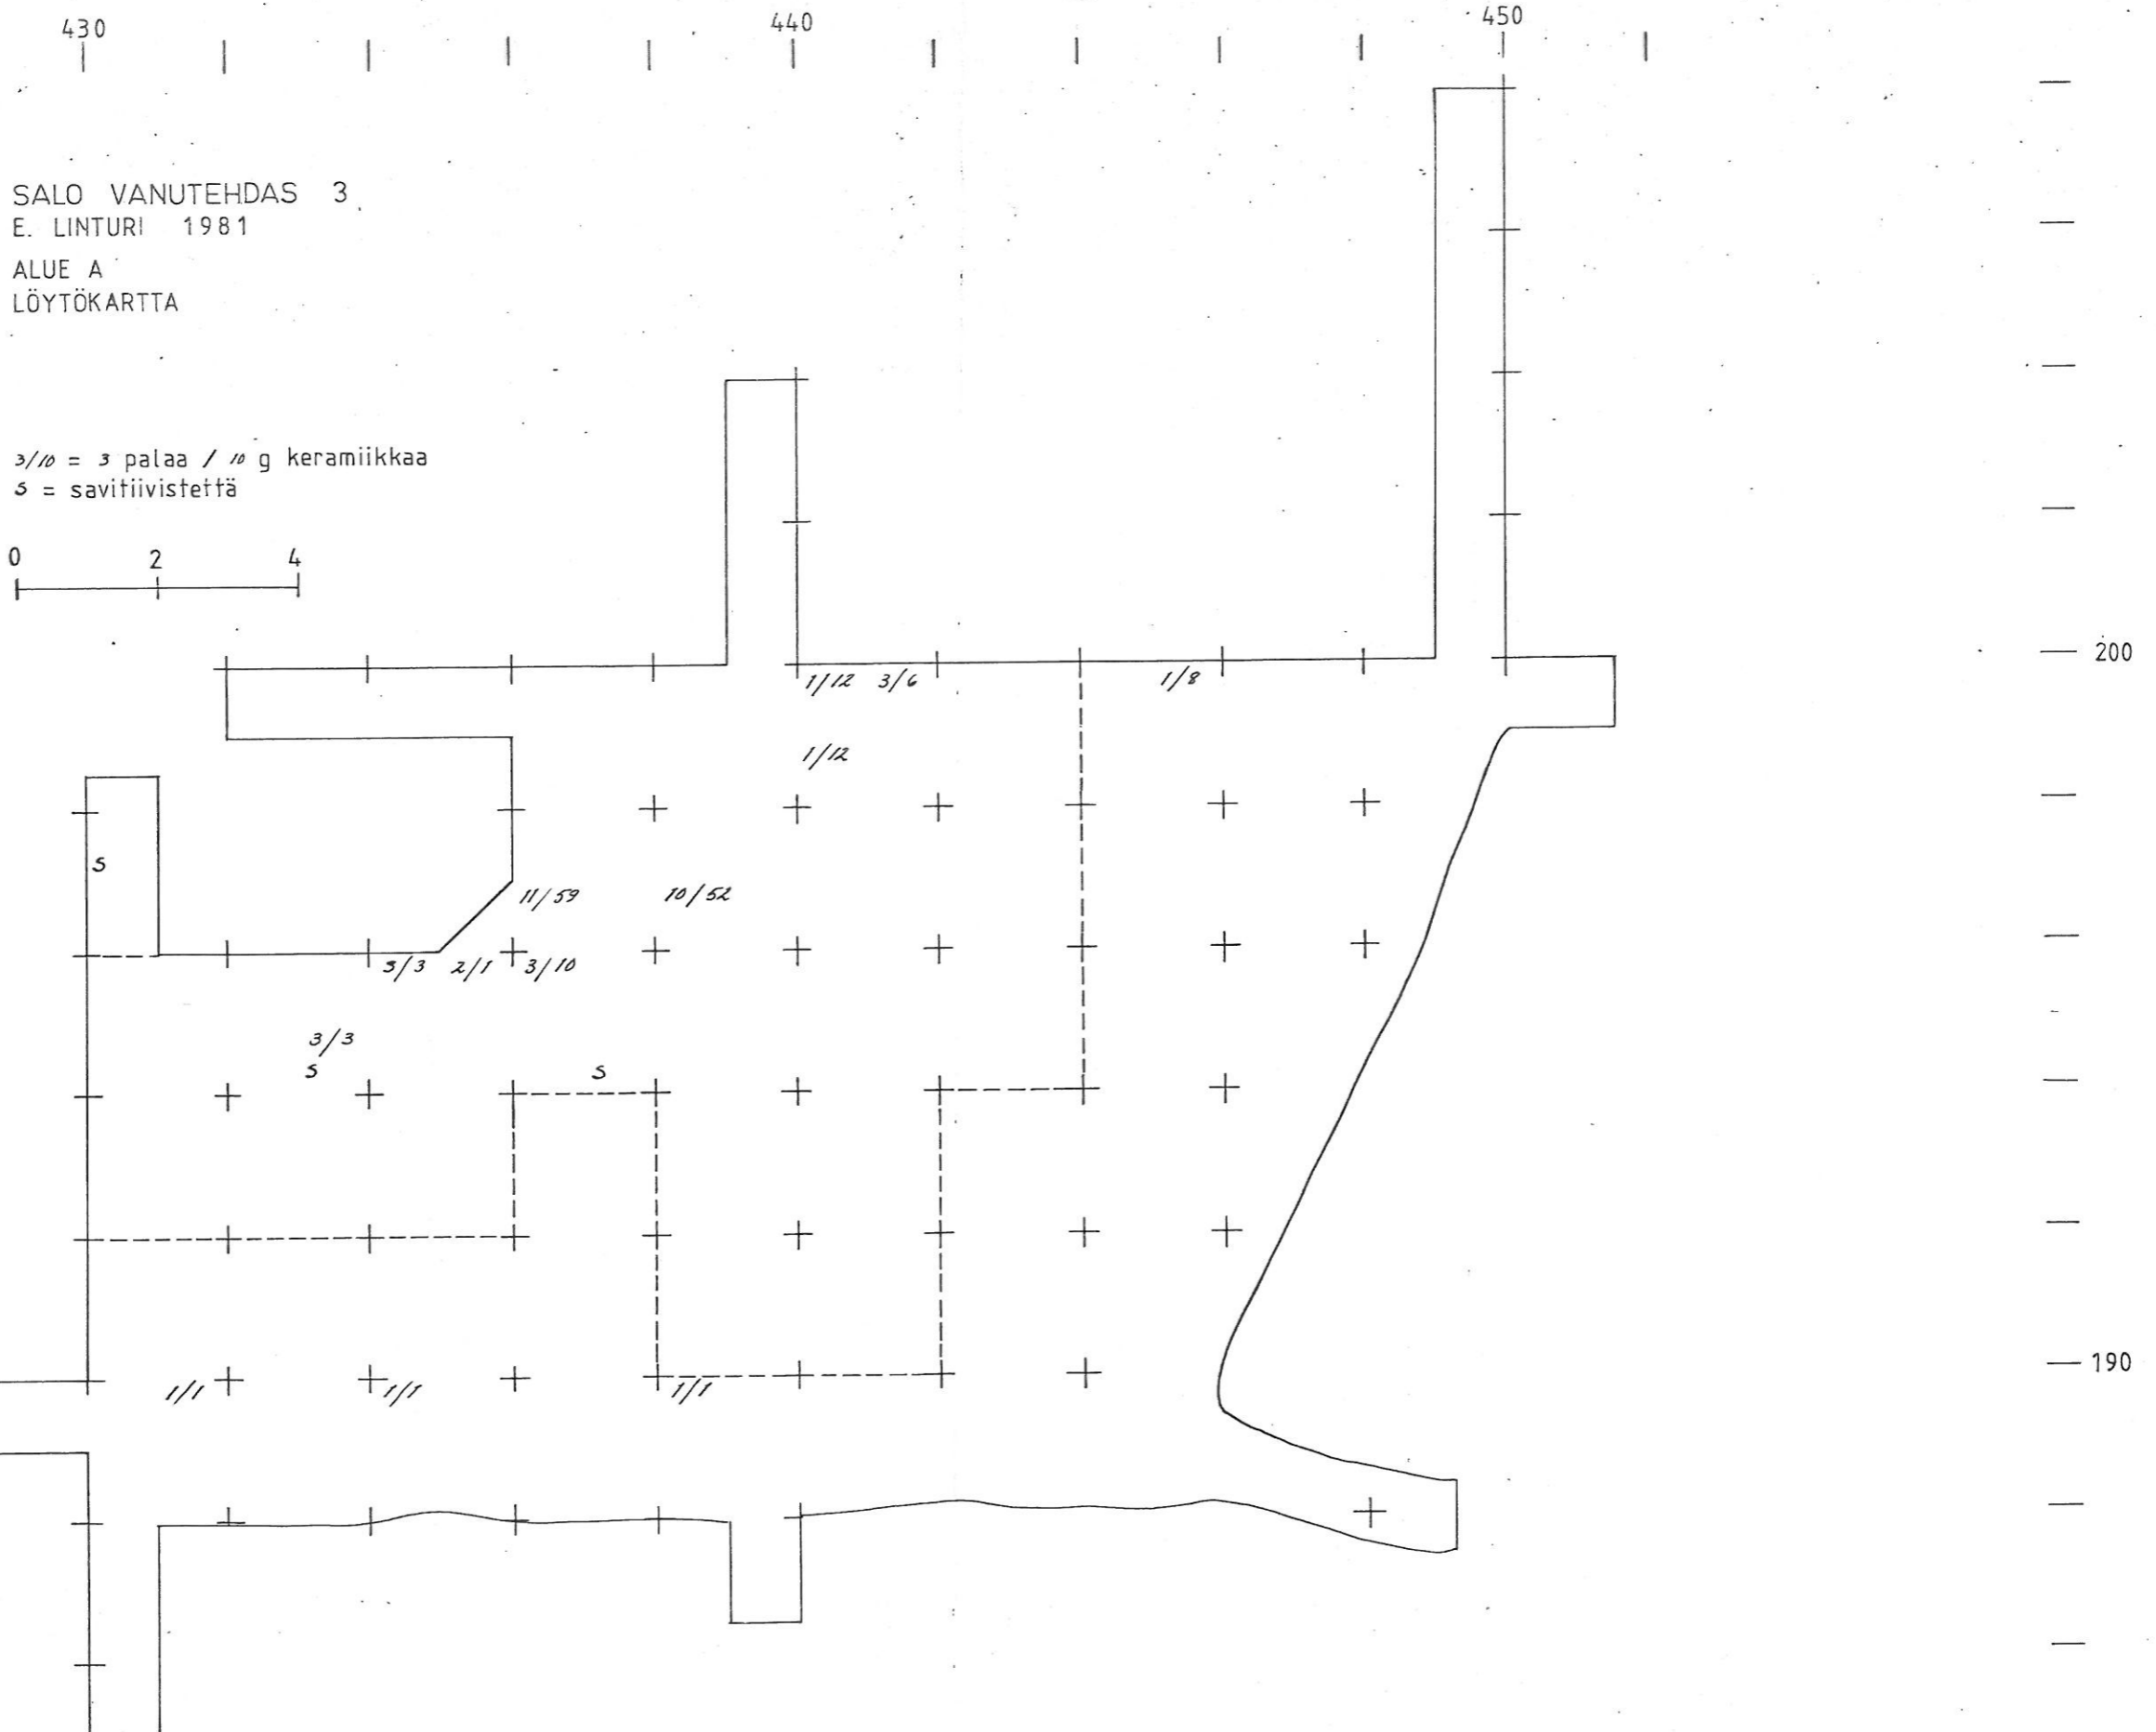 430 440 450
SALO VANUTEHDAS 3
E. LINTURI 1981
ALUE A
LÖYTÖKARTTA
3/10 = 3 palaa / 10 g keramiikkaa
S = savitiivistettä
0 2 4
200
1/12 3/6 1/8
1/12
S
11/59 10/52
2/1 3/10
3/3
S S
190
1/1 1/1 1/1